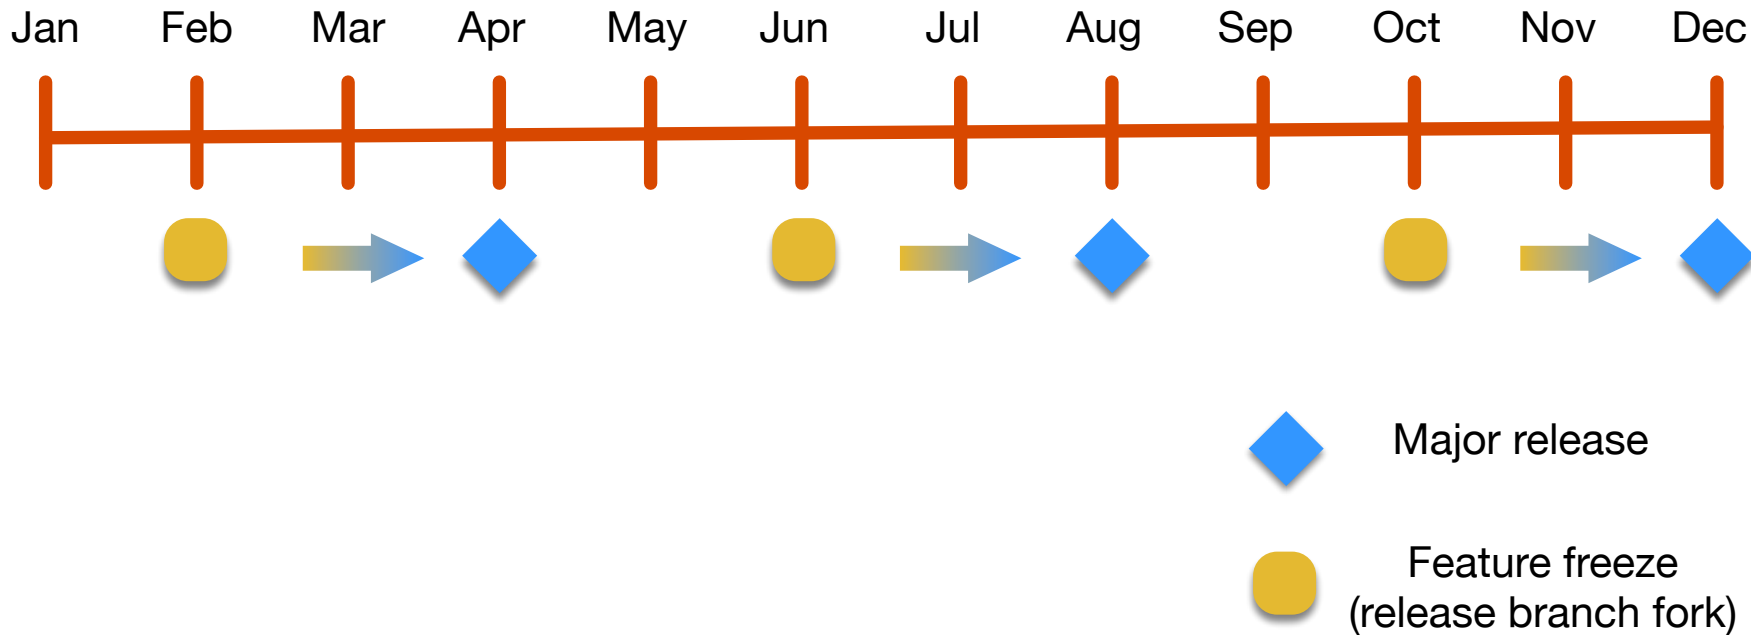 Jan Feb Mar Apr May Jun Jul Aug Sep Oct Nov Dec
Major release
Feature freeze
(release branch fork)